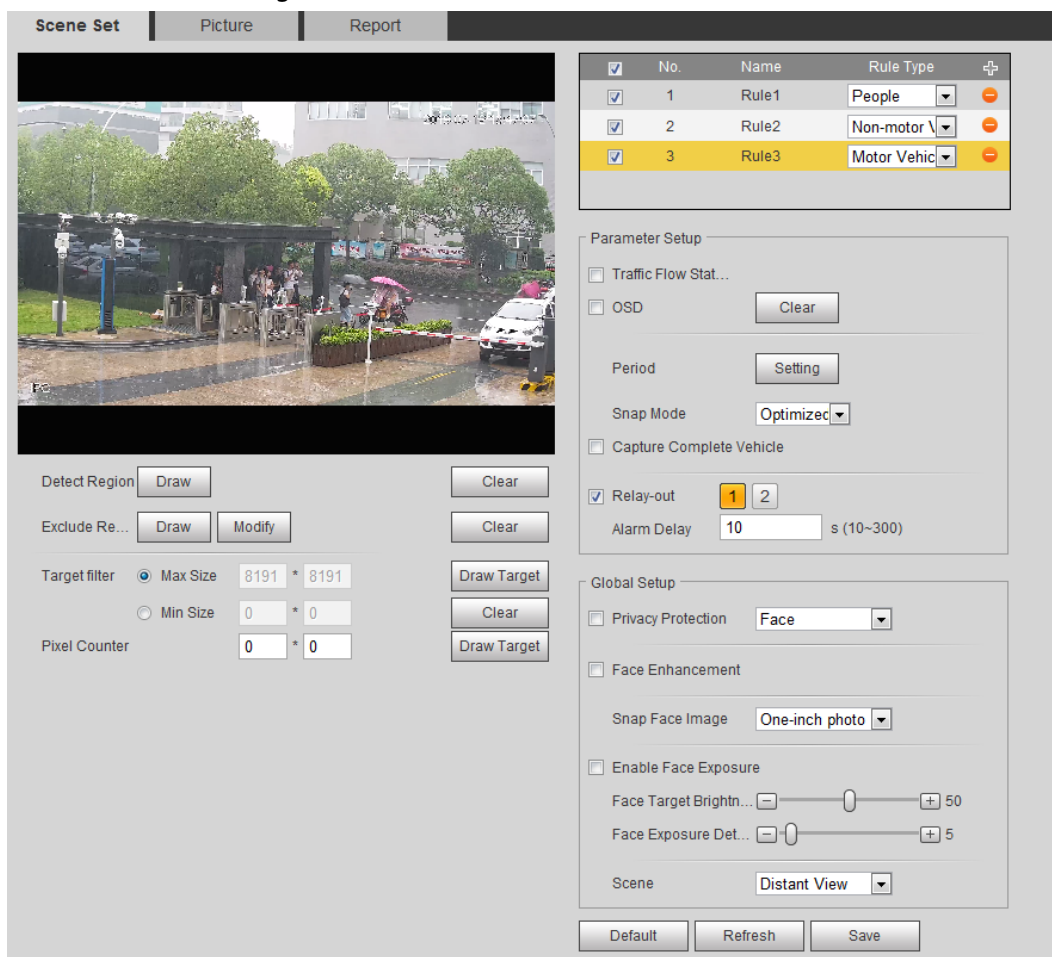 Scene Set Picture Report
No. Name Rule Type
1 Rule1 People
2 Rule2 Non-motor V
3 Rule3 Motor Vehic
Parameter Setup
Traffic Flow Stat...
OSD Clear
Period Setting
Snap Mode Optimized
Capture Complete Vehicle
Relay-out 1 2
Alarm Delay 10 s (10~300)
Global Setup
Privacy Protection Face
Face Enhancement
Snap Face Image One-inch photo
Enable Face Exposure
Face Target Brightn... 50
Face Exposure Det... 5
Scene Distant View
Default Refresh Save
IPC
Detect Region Draw Clear
Exclude Re... Draw Modify Clear
Target filter Max Size 8191 * 8191 Draw Target
Min Size 0 * 0 Clear
Pixel Counter 0 * 0 Draw Target